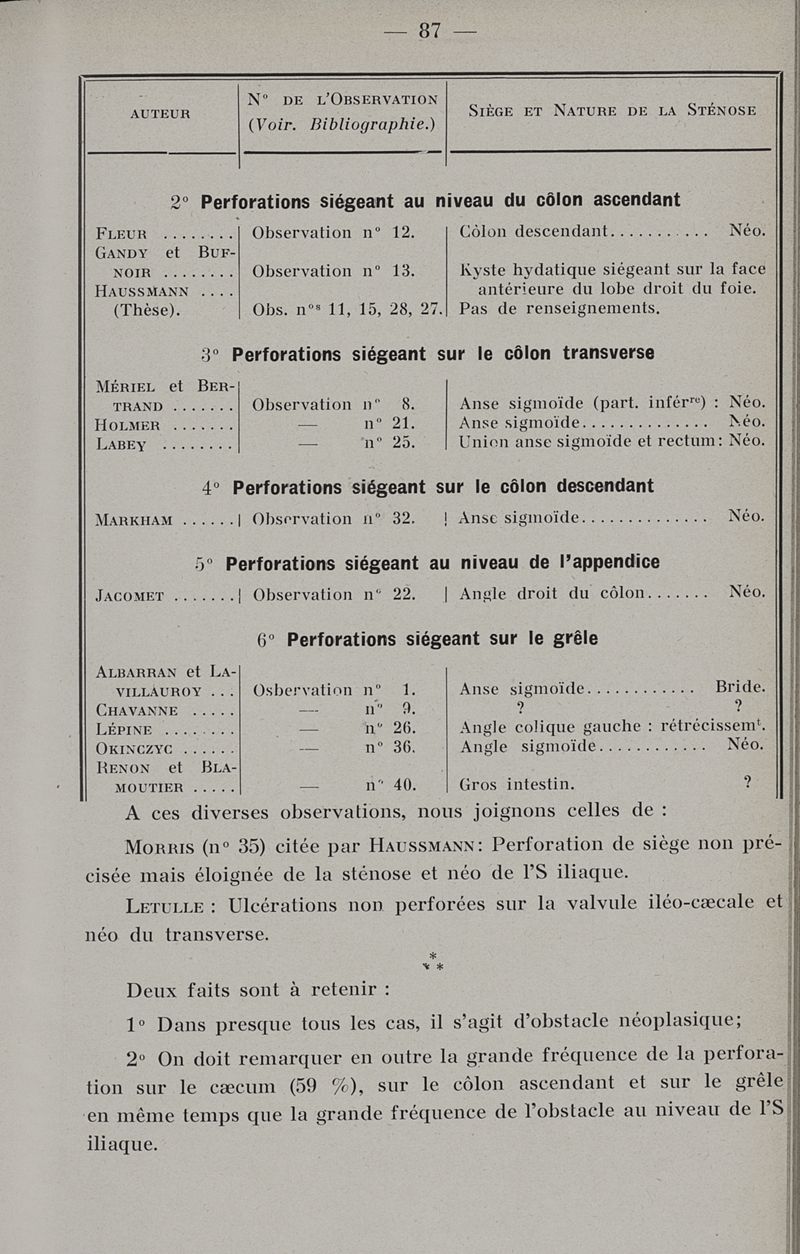 — 87 —
AUTEUR
N° DE L'OBSERVATION
(Voir. Bibliographie.)
SIÈGE ET NATURE DE LA STÉNOSE
2° Perforations siégeant au niveau du côlon ascendant
FLEUR ........ Observation n° 12. Côlon descendant........... Néo.
GANDY et BUF-
NOIR ........ Observation n° 13. Kyste hydatique siégeant sur la face
HAUSSMANN .... antérieure du lobe droit du foie.
(Thèse). Obs. nos 11, 15, 28, 27. Pas de renseignements.
3° Perforations siégeant sur le côlon transverse
MÉRIEL et BER-
TRAND ....... Observation n° 8. Anse sigmoïde (part. inférre) : Néo.
HOLMER ....... — n° 21. Anse sigmoïde.............. Néo.
LABEY ........ — n° 25. Union anse sigmoïde et rectum: Néo.
4° Perforations siégeant sur le côlon descendant
MARKHAM ...... Observation n° 32. Anse sigmoïde.............. Néo.
5° Perforations siégeant au niveau de l'appendice
JACOMET ....... Observation n° 22. Angle droit du côlon....... Néo.
6° Perforations siégeant sur le grêle
ALBARRAN et LA-
VILLAUROY ... Osbervation n° 1. Anse sigmoïde............ Bride.
CHAVANNE ..... — n° 9. ? ?
LÉPINE ........ — n° 26. Angle colique gauche : rétrécissemt.
OKINCZYC ...... — n° 36. Angle sigmoïde............ Néo.
RENON et BLA-
MOUTIER ..... — n° 40. Gros intestin. ?
A ces diverses observations, nous joignons celles de :
MORRIS (n° 35) citée par HAUSSMANN: Perforation de siège non pré-
cisée mais éloignée de la sténose et néo de l'S iliaque.
LETULLE : Ulcérations non perforées sur la valvule iléo-cæcale et
néo du transverse.
*
* *
Deux faits sont à retenir :
1° Dans presque tous les cas, il s'agit d'obstacle néoplasique;
2° On doit remarquer en outre la grande fréquence de la perfora-
tion sur le cæcum (59 %), sur le côlon ascendant et sur le grêle
en même temps que la grande fréquence de l'obstacle au niveau de l'S
iliaque.